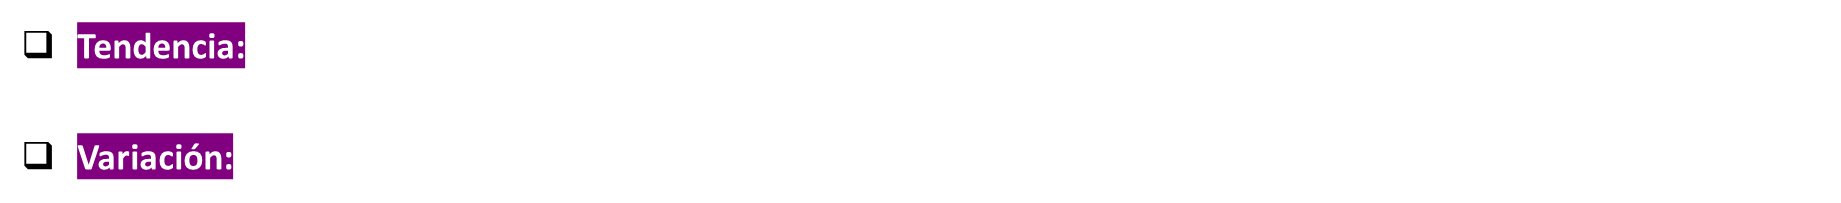 ❑ Tendencia:
❑ Variación: